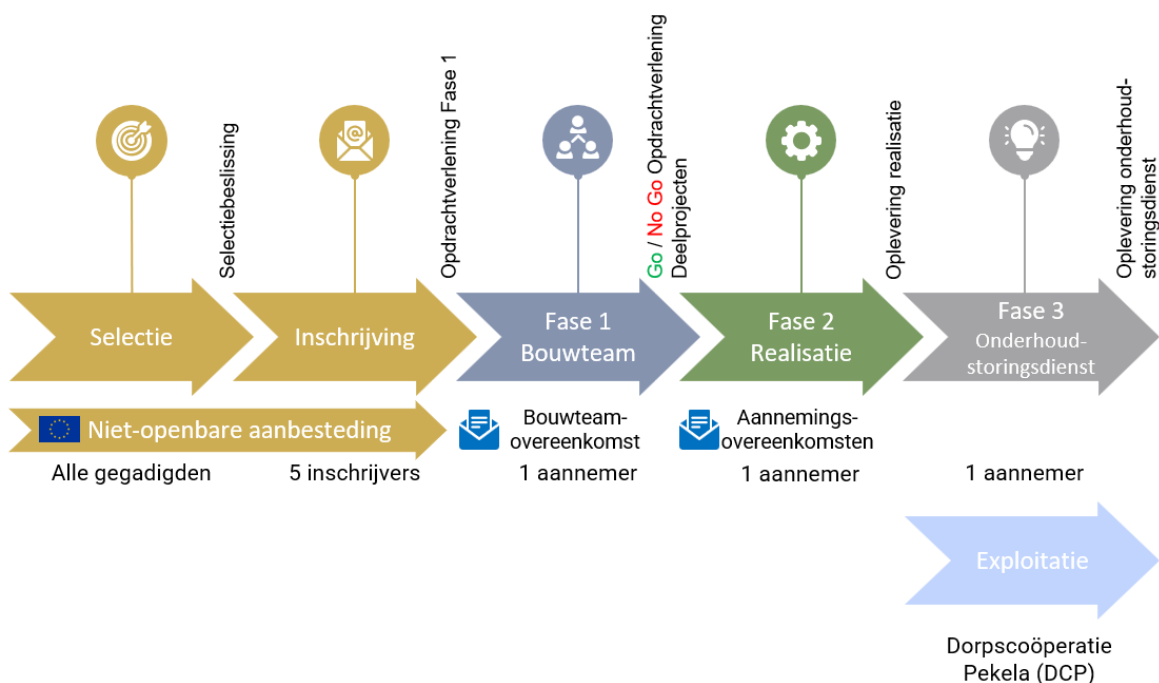 Selectiebeslissing
Opdrachtverlening Fase 1
Go / No Go Opdrachtverlening
Deelprojecten
Oplevering realisatie
Oplevering onderhoud-
storingsdienst
@
Selectie
Inschrijving
Fase 1
Bouwteam
Fase 2
Realisatie
Fase 3
Onderhoud-
storingsdienst
Niet-openbare aanbesteding
Bouwteam-
overeenkomst
Aannemings-
overeenkomsten
Alle gegadigden
5 inschrijvers
1 aannemer
1 aannemer
1 aannemer
Exploitatie
Dorpscoöperatie
Pekela (DCP)